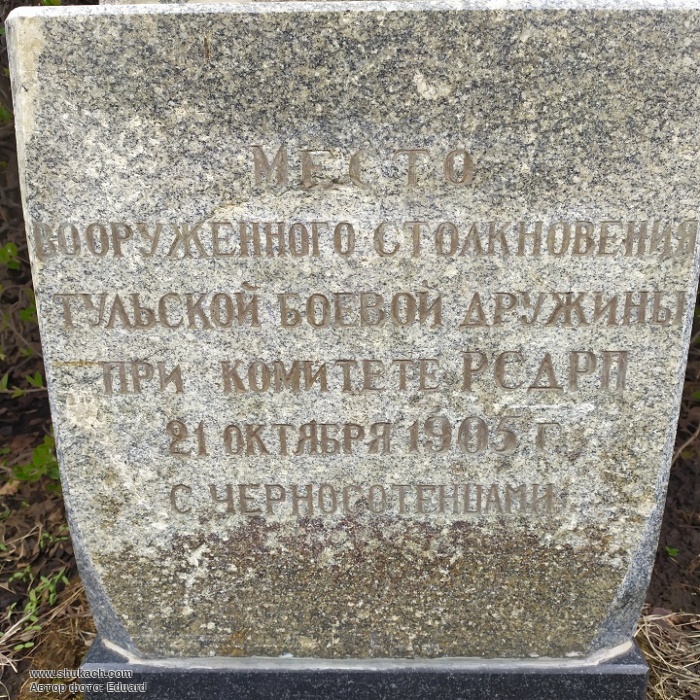 МЕСТО
ВООРУЖЕННОГО СТОЛКНОВЕНИЯ
ТУЛЬСКОЙ БОЕВОЙ ДРУЖИНЫ
ПРИ КОМИТЕТЕ РСДРП
21 ОКТЯБРЯ 1905 Г.
С ЧЕРНОСОТЕНЦАМИ
www.shukach.com
Автор фото: Eduard